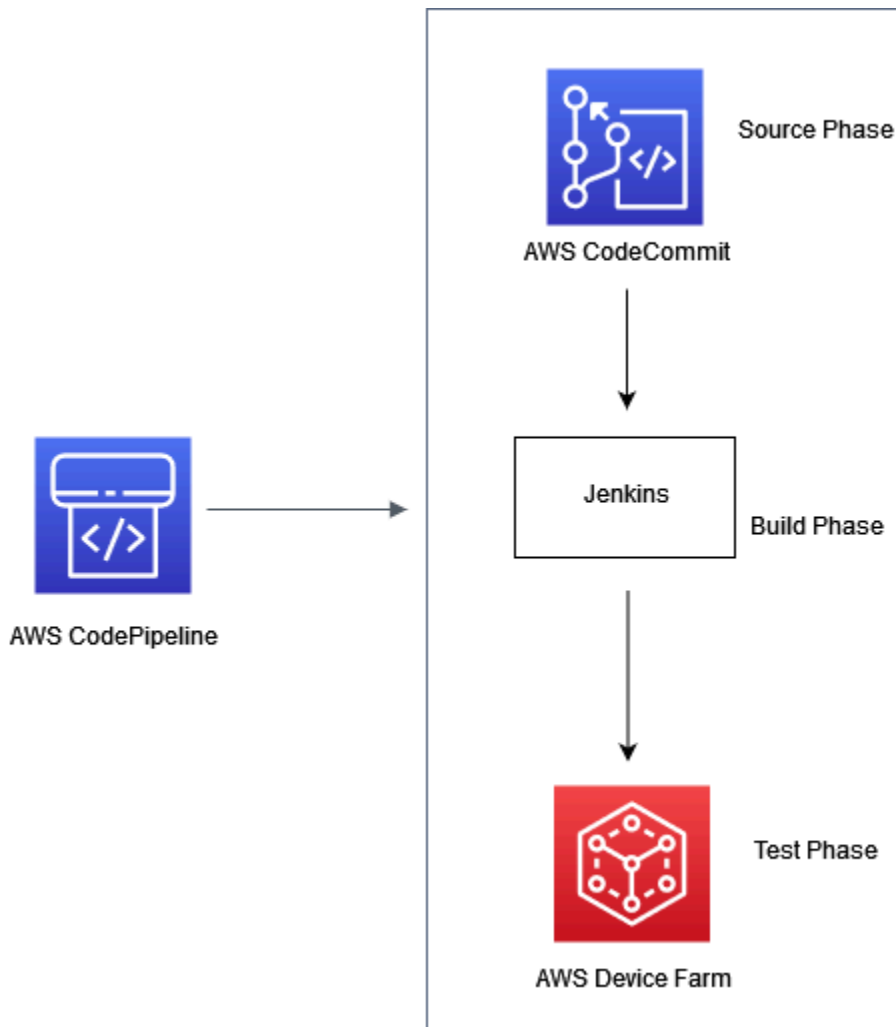 Source Phase
</>
AWS CodeCommit
Jenkins
Build Phase
</>
AWS CodePipeline
Test Phase
AWS Device Farm